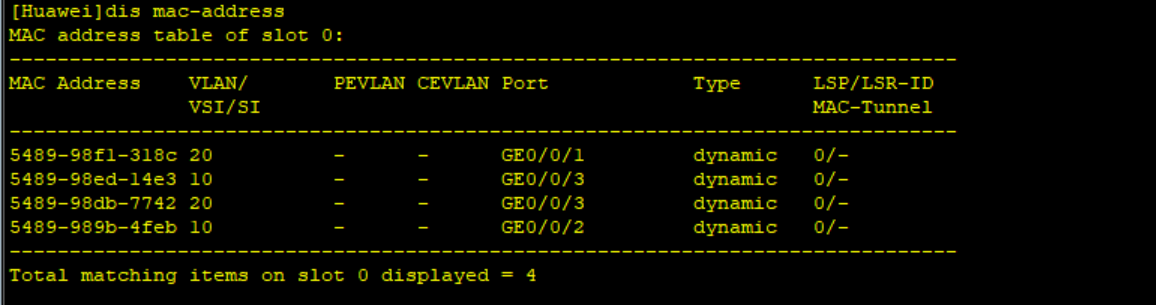 [Huawei]dis mac-address
MAC address table of slot 0:
-------------------------------------------------------------------------------
MAC Address    VLAN/       PEVLAN CEVLAN Port            Type      LSP/LSR-ID
               VSI/SI                                              MAC-Tunnel
-------------------------------------------------------------------------------
5489-98f1-318c 20          -      -      GE0/0/1         dynamic   0/-
5489-98ed-14e3 10          -      -      GE0/0/3         dynamic   0/-
5489-98db-7742 20          -      -      GE0/0/3         dynamic   0/-
5489-989b-4feb 10          -      -      GE0/0/2         dynamic   0/-
-------------------------------------------------------------------------------
Total matching items on slot 0 displayed = 4